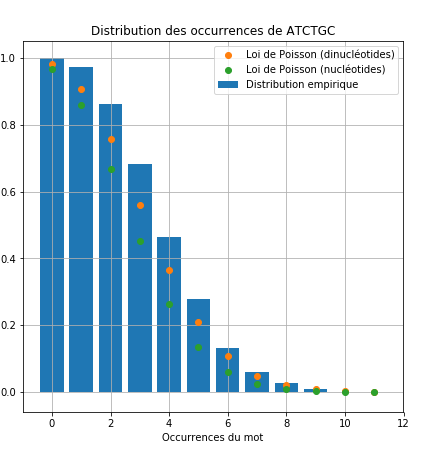 Distribution des occurrences de ATCTGC
Loi de Poisson (dinucléotides)
Loi de Poisson (nucléotides)
Distribution empirique
1.0
0.8
0.6
0.4
0.2
0.0
0 2 4 6 8 10 12
Occurrences du mot